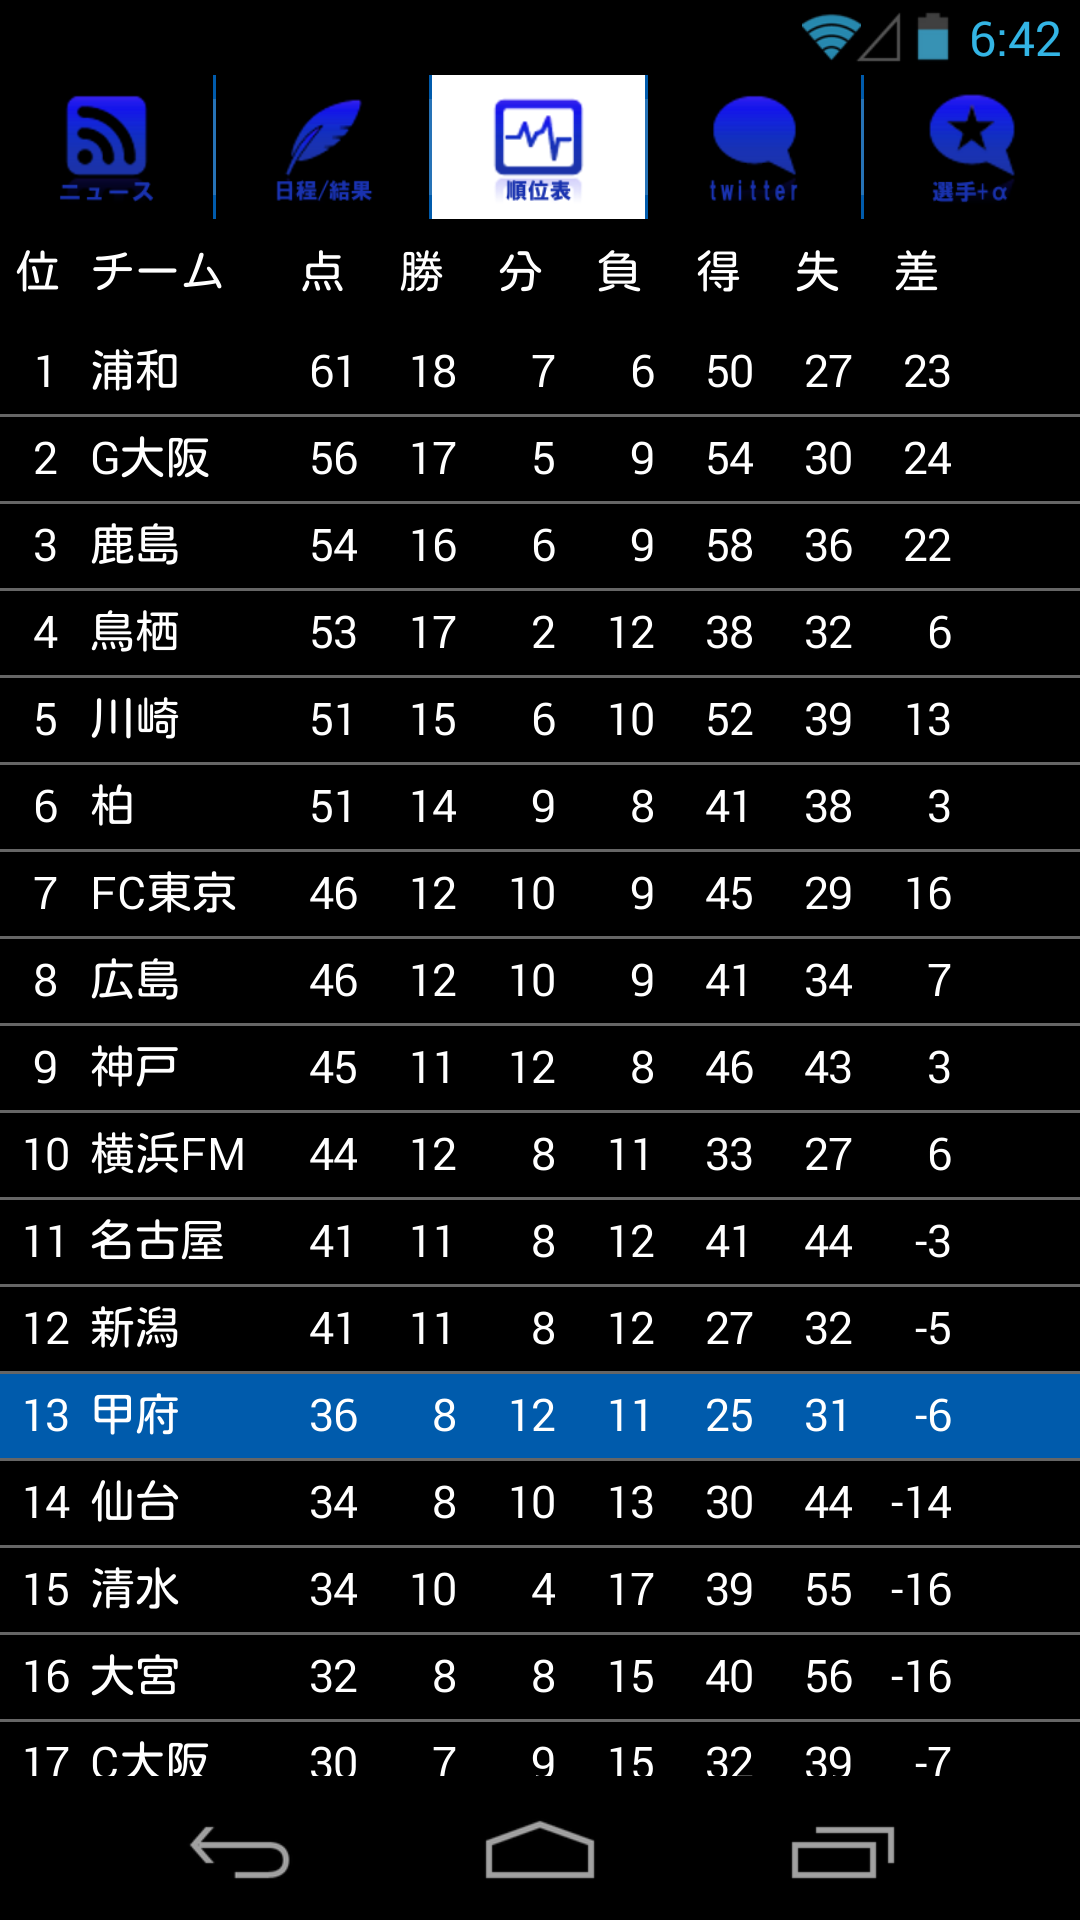 6:42
ニュース 日程/結果 順位表 twitter 選手+α
位 チーム 点 勝 分 負 得 失 差
1 浦和 61 18 7 6 50 27 23
2 G大阪 56 17 5 9 54 30 24
3 鹿島 54 16 6 9 58 36 22
4 鳥栖 53 17 2 12 38 32 6
5 川崎 51 15 6 10 52 39 13
6 柏 51 14 9 8 41 38 3
7 FC東京 46 12 10 9 45 29 16
8 広島 46 12 10 9 41 34 7
9 神戸 45 11 12 8 46 43 3
10 横浜FM 44 12 8 11 33 27 6
11 名古屋 41 11 8 12 41 44 -3
12 新潟 41 11 8 12 27 32 -5
13 甲府 36 8 12 11 25 31 -6
14 仙台 34 8 10 13 30 44 -14
15 清水 34 10 4 17 39 55 -16
16 大宮 32 8 8 15 40 56 -16
17 C大阪 30 7 9 15 32 39 -7